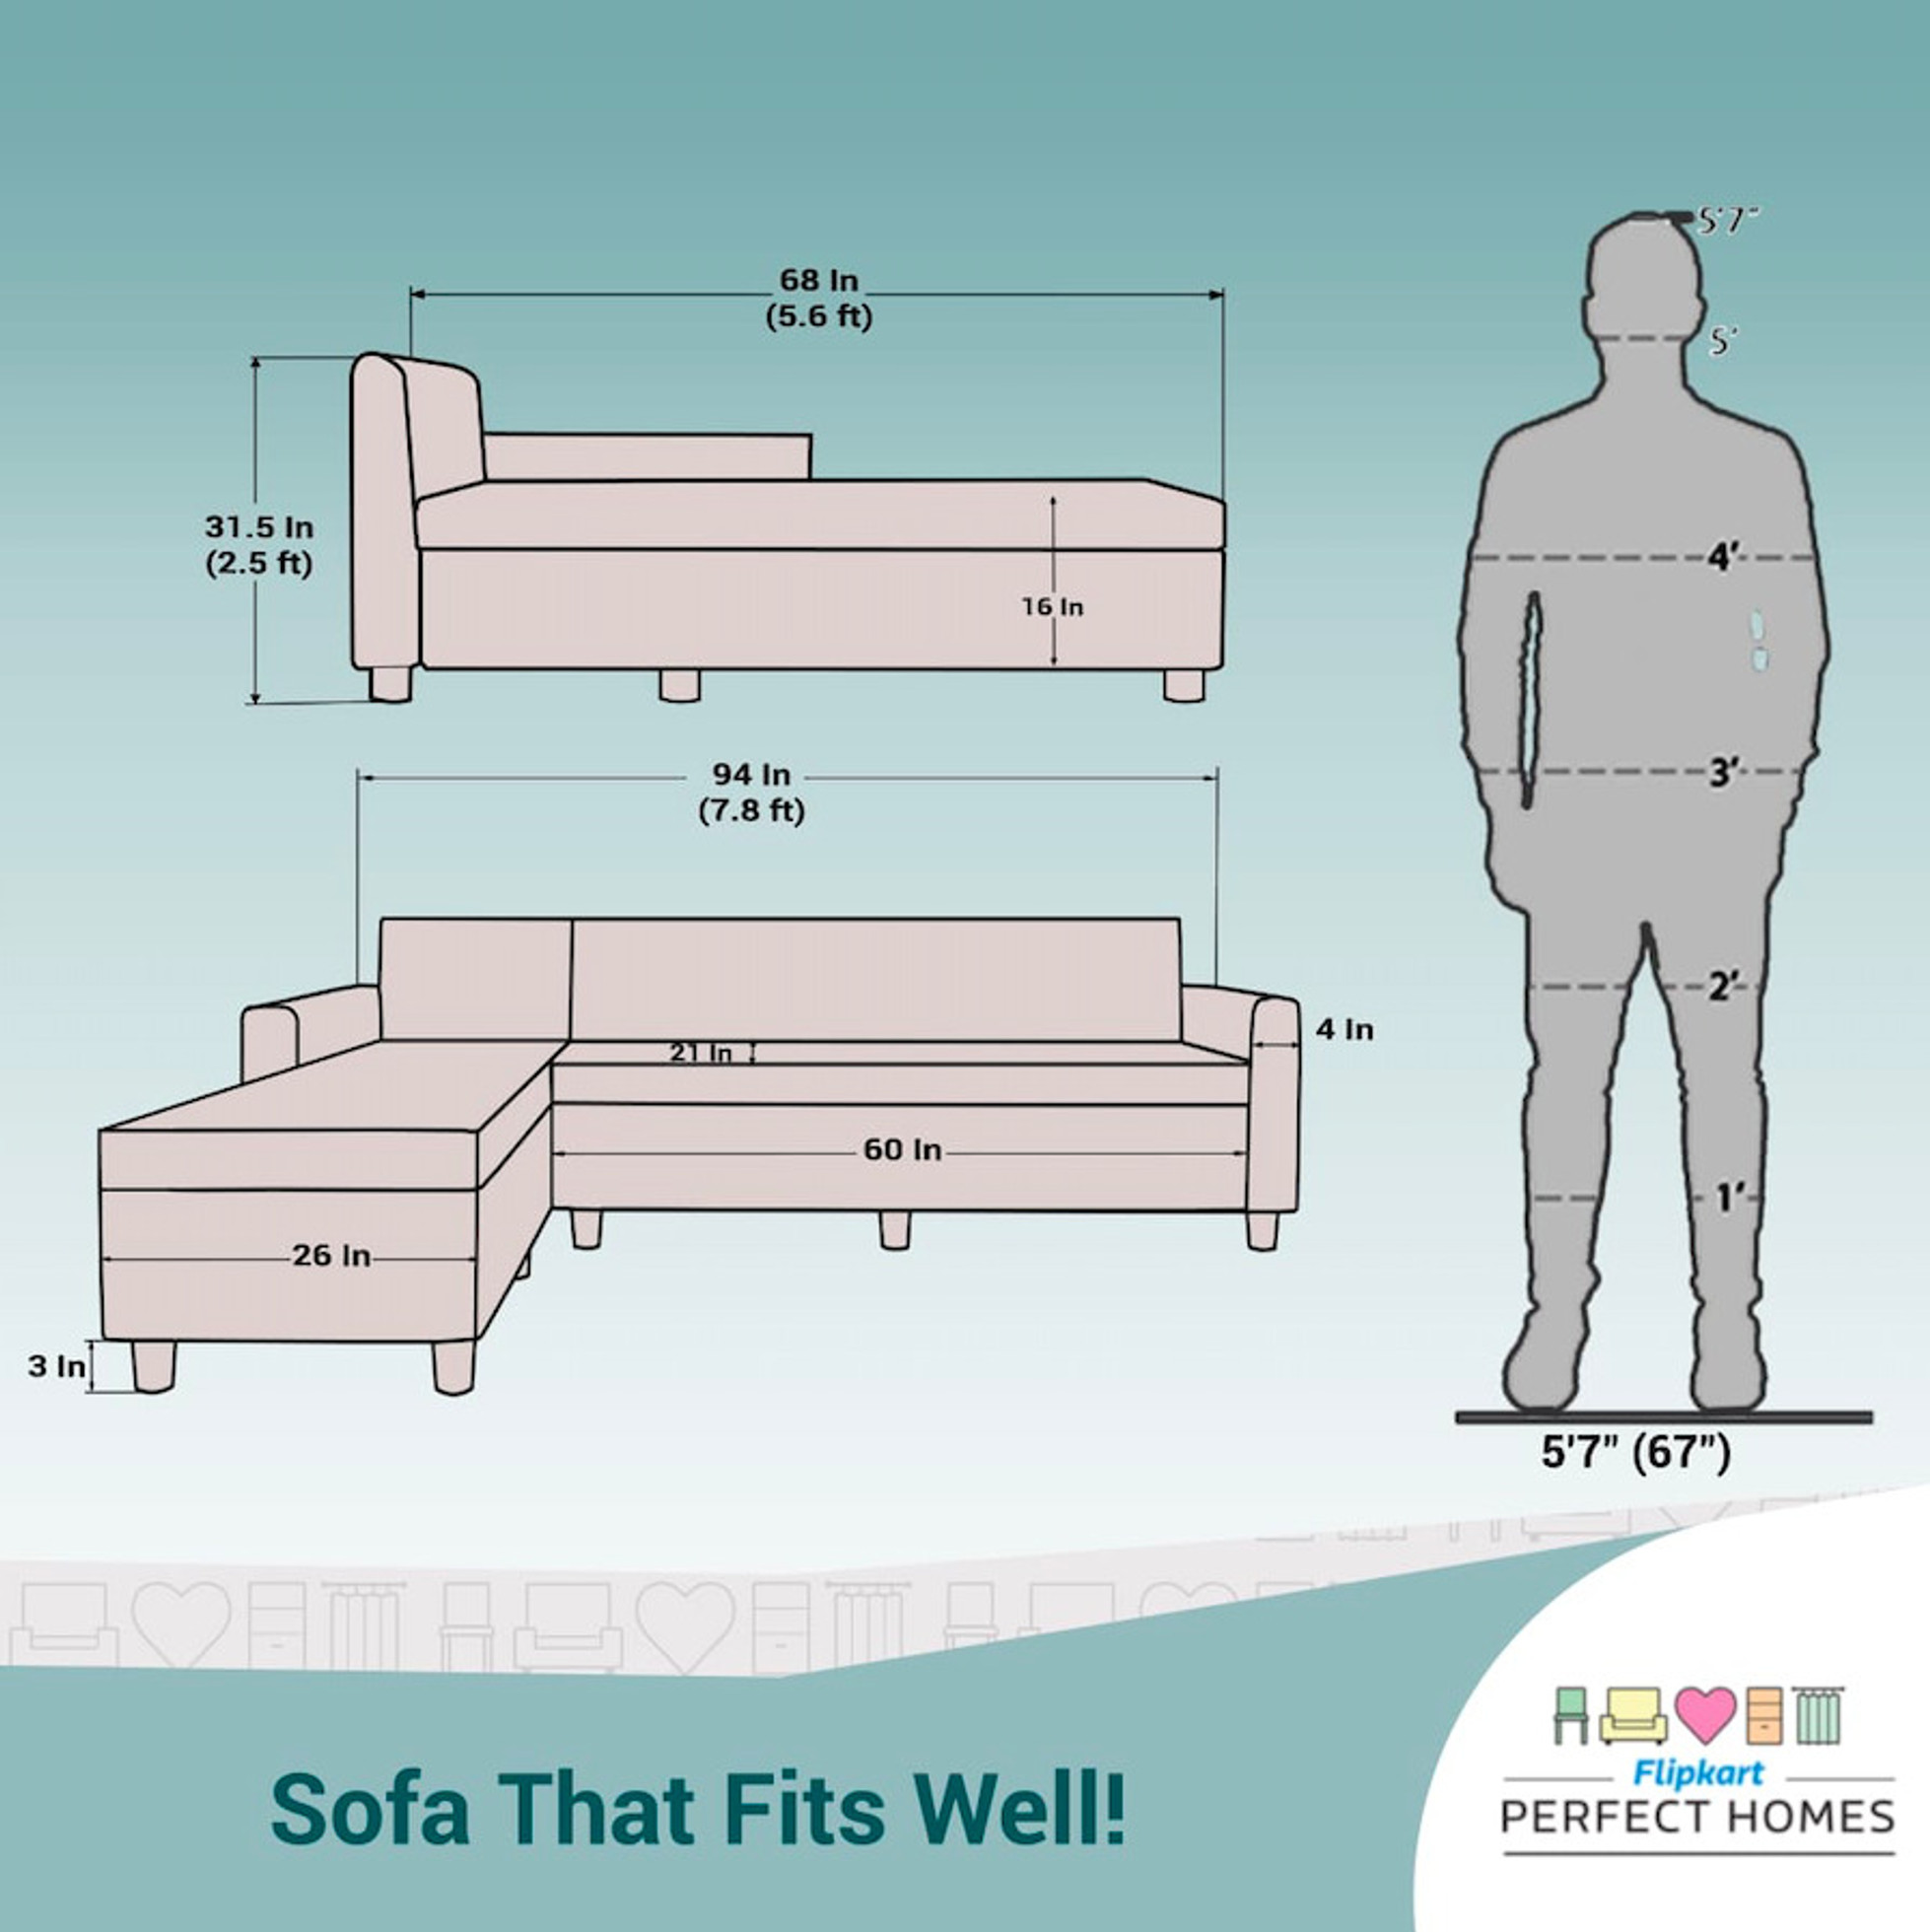 68 In
(5.6 ft)
31.5 In
(2.5 ft)
16 In
94 In
(7.8 ft)
21 In
4 In
60 In
26 In
3 In
5'7"
5'
4'
3'
2'
1'
5'7" (67")
Sofa That Fits Well!
Flipkart
PERFECT HOMES